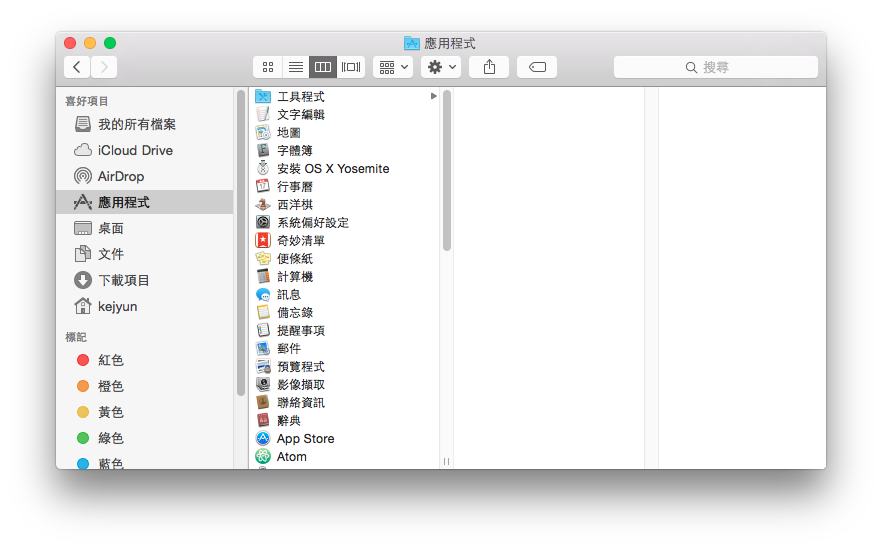 應用程式
搜尋
喜好項目
我的所有檔案
iCloud Drive
AirDrop
應用程式
桌面
文件
下載項目
kejyun
標記
紅色
橙色
黃色
綠色
藍色
工具程式
文字編輯
地圖
字體簿
安裝 OS X Yosemite
行事曆
西洋棋
系統偏好設定
奇妙清單
便條紙
計算機
訊息
備忘錄
提醒事項
郵件
預覽程式
影像擷取
聯絡資訊
辭典
App Store
Atom